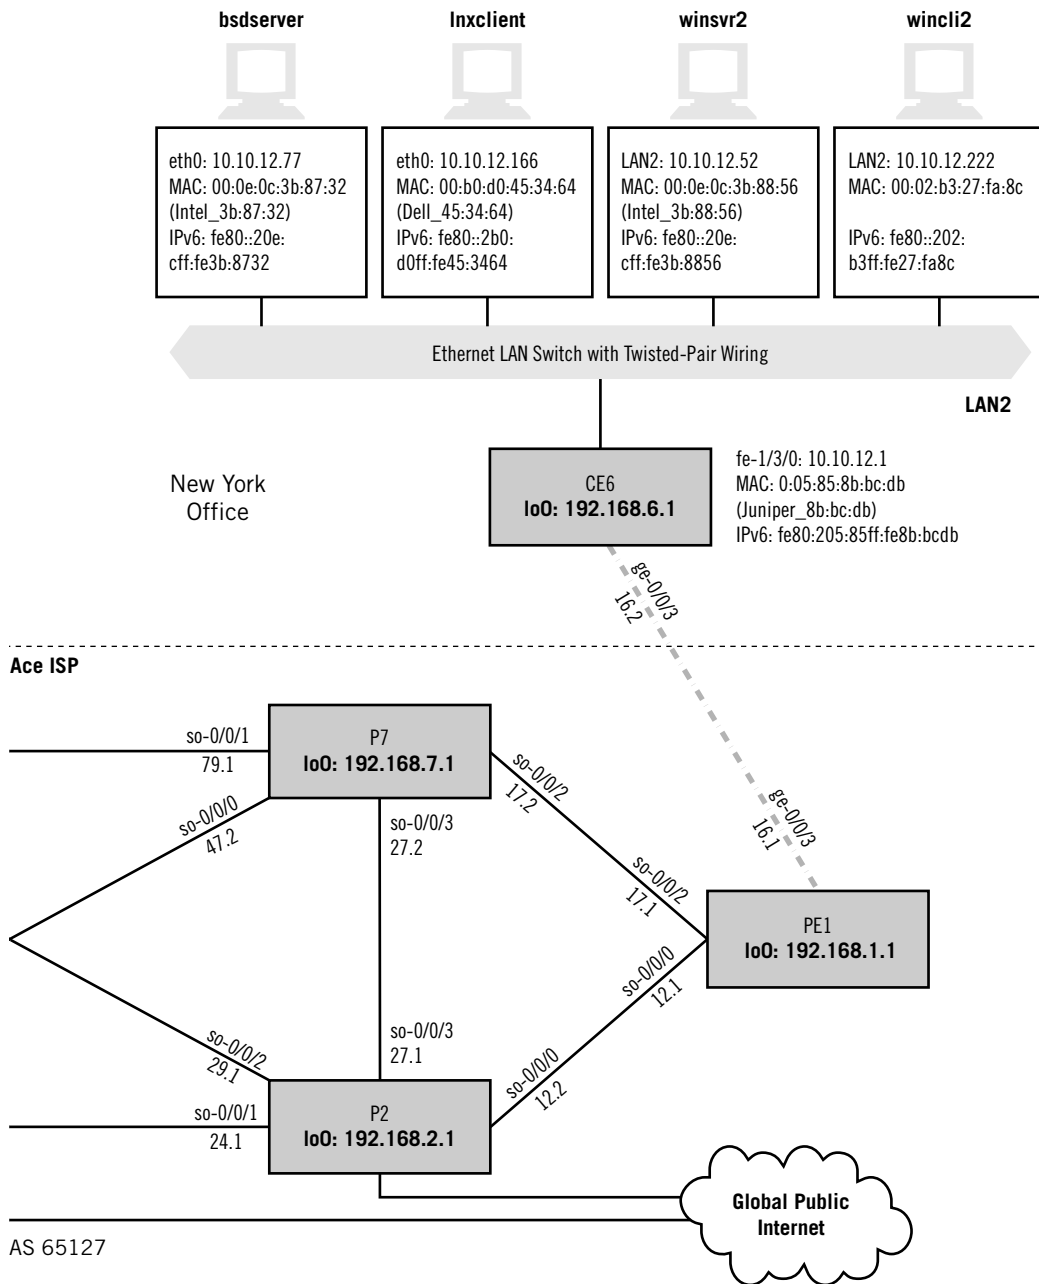 bsdserver
lnxclient
winsvr2
wincli2
eth0: 10.10.12.77
MAC: 00:0e:0c:3b:87:32
(Intel_3b:87:32)
IPv6: fe80::20e:
cff:fe3b:8732
eth0: 10.10.12.166
MAC: 00:b0:d0:45:34:64
(Dell_45:34:64)
IPv6: fe80::2b0:
d0ff:fe45:3464
LAN2: 10.10.12.52
MAC: 00:0e:0c:3b:88:56
(Intel_3b:88:56)
IPv6: fe80::20e:
cff:fe3b:8856
LAN2: 10.10.12.222
MAC: 00:02:b3:27:fa:8c
IPv6: fe80::202:
b3ff:fe27:fa8c
Ethernet LAN Switch with Twisted-Pair Wiring
LAN2
New York
Office
CE6
lo0: 192.168.6.1
fe-1/3/0: 10.10.12.1
MAC: 0:05:85:8b:bc:db
(Juniper_8b:bc:db)
IPv6: fe80:205:85ff:fe8b:bcdb
ge-0/0/3
16.2
Ace ISP
so-0/0/1
79.1
P7
lo0: 192.168.7.1
so-0/0/2
17.2
ge-0/0/3
16.1
so-0/0/0
47.2
so-0/0/3
27.2
so-0/0/2
17.1
PE1
lo0: 192.168.1.1
so-0/0/0
12.1
so-0/0/2
29.1
so-0/0/3
27.1
so-0/0/0
12.2
so-0/0/1
24.1
P2
lo0: 192.168.2.1
Global Public
Internet
AS 65127